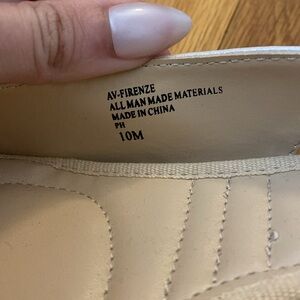 AV-FIRENZE
ALL MAN MADE MATERIALS
MADE IN CHINA
PH
10M